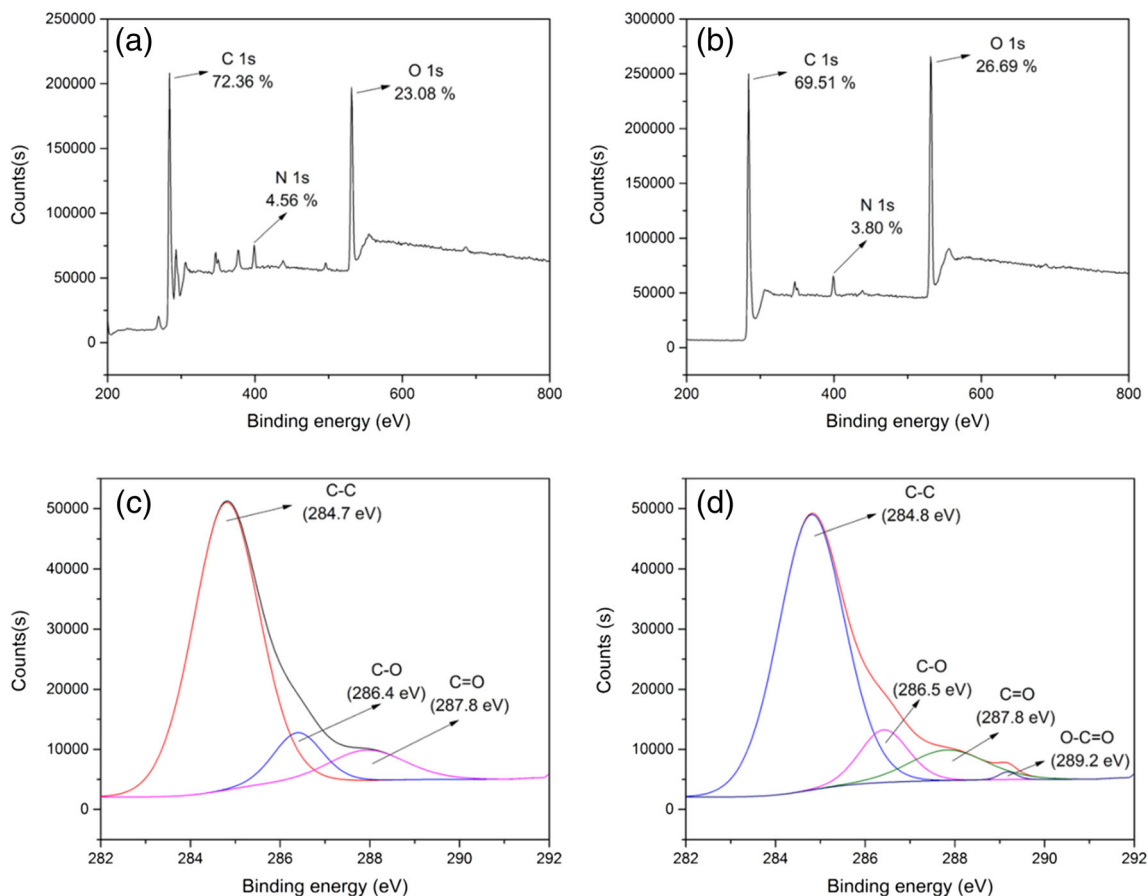 (a)
250000
200000
150000
100000
50000
0
Counts(s)
C 1s
72.36 %
N 1s
4.56 %
O 1s
23.08 %
200
400
600
800
Binding energy (eV)
(b)
300000
250000
200000
150000
100000
50000
0
Counts(s)
C 1s
69.51 %
N 1s
3.80 %
O 1s
26.69 %
200
400
600
800
Binding energy (eV)
(c)
50000
40000
30000
20000
10000
0
Counts(s)
C-C
(284.7 eV)
C-O
(286.4 eV)
C=O
(287.8 eV)
282
284
286
288
290
292
Binding energy (eV)
(d)
50000
40000
30000
20000
10000
0
Counts (s)
C-C
(284.8 eV)
C-O
(286.5 eV)
C=O
(287.8 eV)
O-C=O
(289.2 eV)
282
284
286
288
290
292
Binding energy (eV)